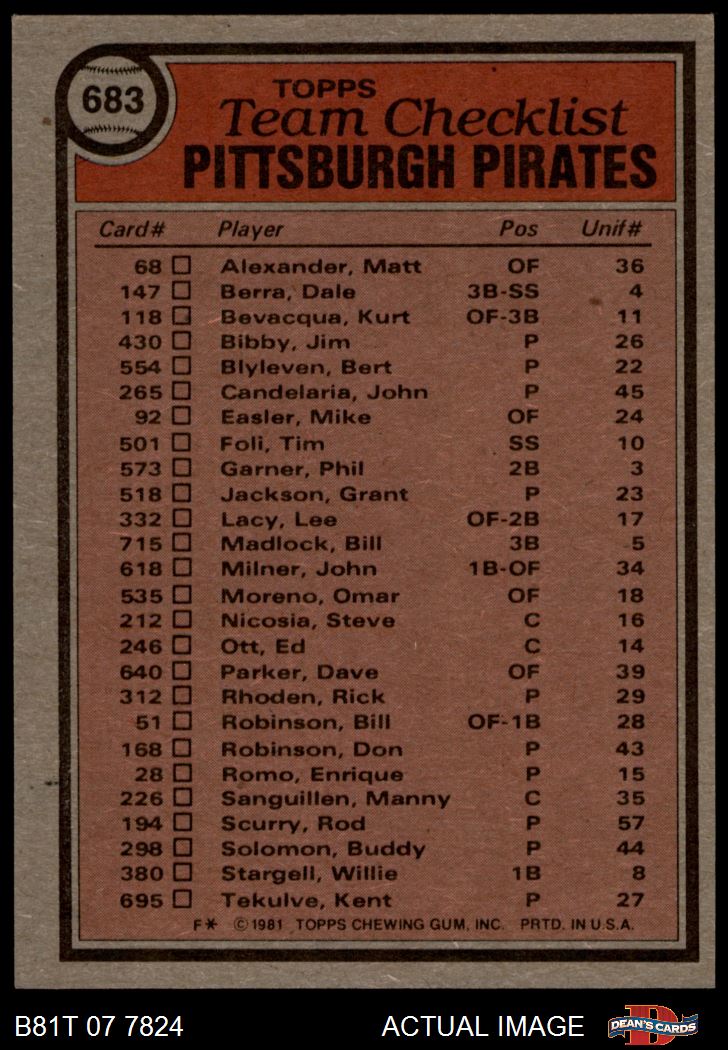 683
TOPPS
Team Checklist
PITTSBURGH PIRATES
Card# Player Pos Unif#
68 Alexander, Matt OF 36
147 Berra, Dale 3B-SS 4
118 Bevacqua, Kurt OF-3B 11
430 Bibby, Jim P 26
554 Blyleven, Bert P 22
265 Candelaria, John P 45
92 Easler, Mike OF 24
501 Foli, Tim SS 10
573 Garner, Phil 2B 3
518 Jackson, Grant P 23
332 Lacy, Lee OF-2B 17
715 Madlock, Bill 3B 5
618 Milner, John 1B-OF 34
535 Moreno, Omar OF 18
212 Nicosia, Steve C 16
246 Ott, Ed C 14
640 Parker, Dave OF 39
312 Rhoden, Rick P 29
51 Robinson, Bill OF-1B 28
168 Robinson, Don P 43
28 Romo, Enrique P 15
226 Sanguillen, Manny C 35
194 Scurry, Rod P 57
298 Solomon, Buddy P 44
380 Stargell, Willie 1B 8
695 Tekulve, Kent P 27
F* ©1981 TOPPS CHEWING GUM, INC. PRTD. IN U.S.A.
B81T 07 7824 ACTUAL IMAGE DEAN'S CARDS